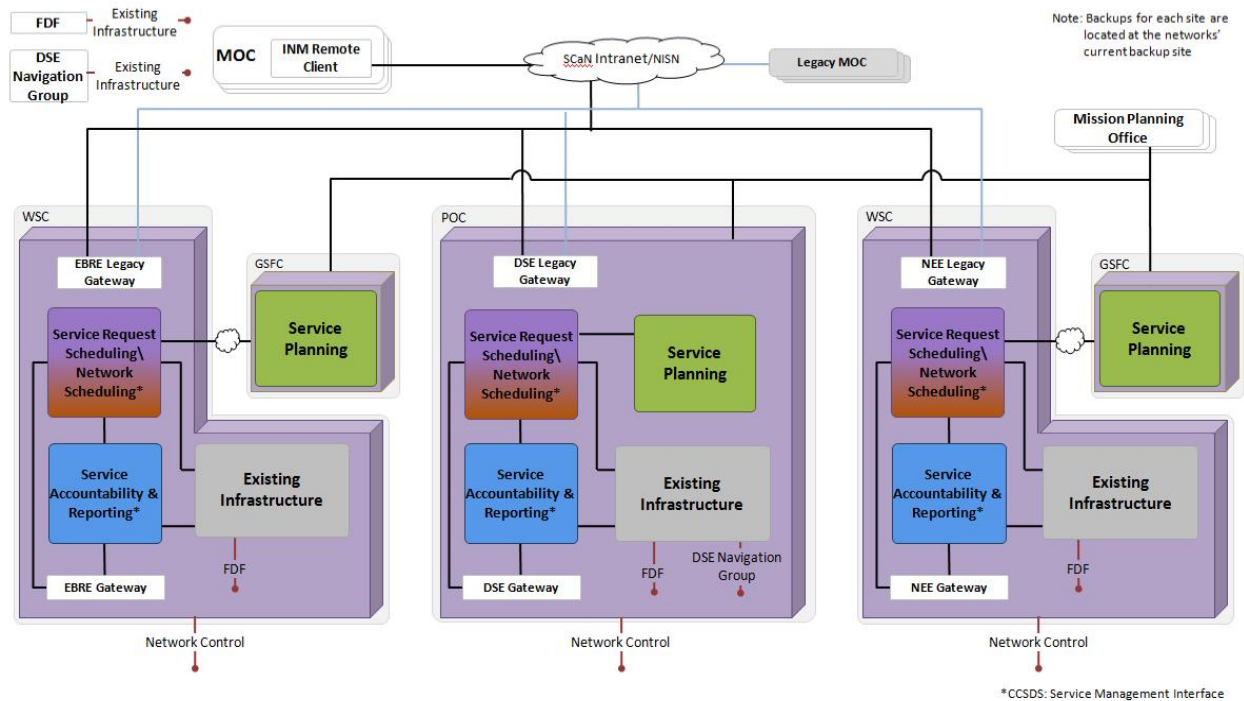 FDF
Existing
Infrastructure
DSE
Navigation
Group
Existing
Infrastructure
MOC
INM Remote
Client
SCaN Intranet/NISN
Legacy MOC
Note: Backups for each site are
located at the networks'
current backup site
Mission Planning
Office
WSC
EBRE Legacy
Gateway
GSFC
Service Request
Scheduling\
Network
Scheduling*
Service
Planning
Service
Accountability &
Reporting*
Existing
Infrastructure
FDF
EBRE Gateway
Network Control
POC
DSE Legacy
Gateway
Service Request
Scheduling\
Network
Scheduling*
Service
Planning
Service
Accountability &
Reporting*
Existing
Infrastructure
FDF
DSE Navigation
Group
DSE Gateway
Network Control
WSC
NEE Legacy
Gateway
GSFC
Service Request
Scheduling\
Network
Scheduling*
Service
Planning
Service
Accountability &
Reporting*
Existing
Infrastructure
FDF
NEE Gateway
Network Control
*CCSDS: Service Management Interface